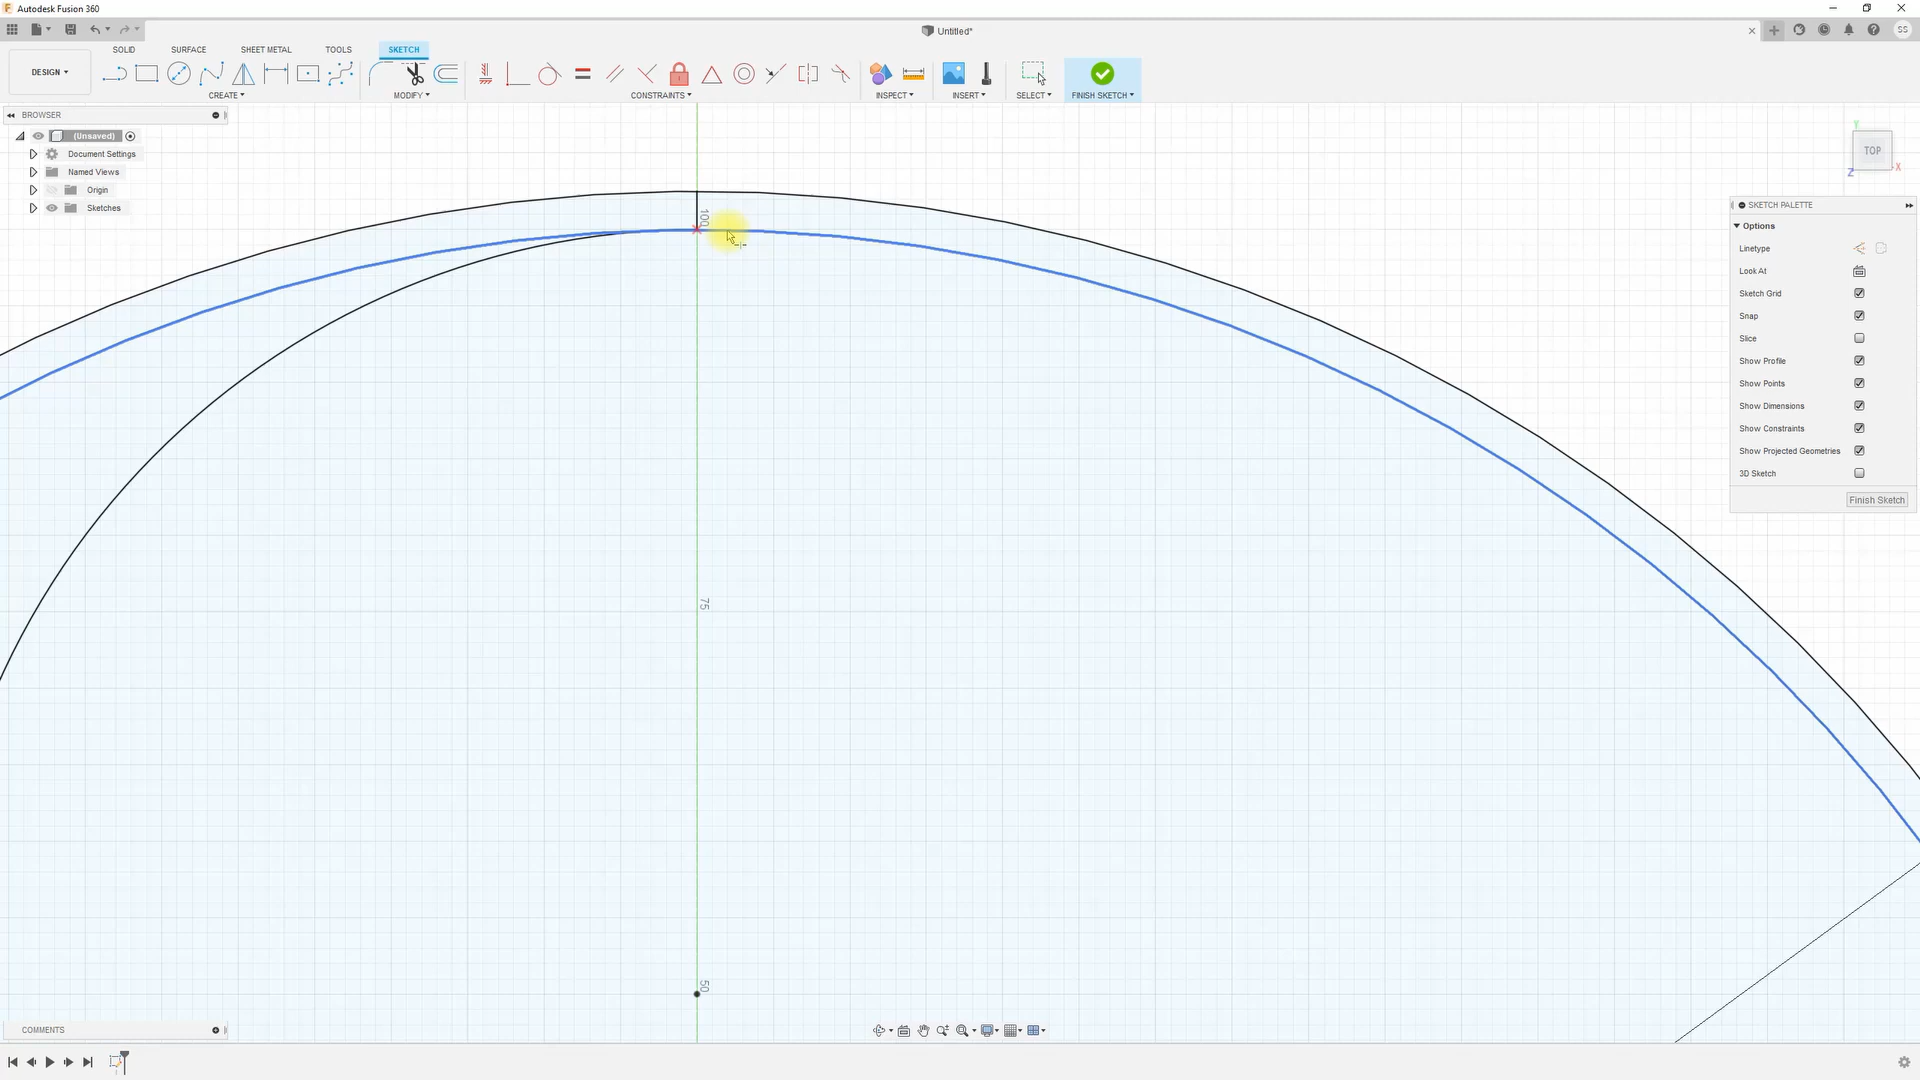 Autodesk Fusion 360
Untitled*
SS
SOLID
SURFACE
SHEET METAL
TOOLS
SKETCH
DESIGN
CREATE
MODIFY
CONSTRAINTS
INSPECT
INSERT
SELECT
FINISH SKETCH
BROWSER
(Unsaved)
Document Settings
Named Views
Origin
Sketches
Y
TOP
X
Z
SKETCH PALETTE
Options
Linetype
Look At
Sketch Grid
Snap
Slice
Show Profile
Show Points
Show Dimensions
Show Constraints
Show Projected Geometries
3D Sketch
Finish Sketch
100
75
50
COMMENTS